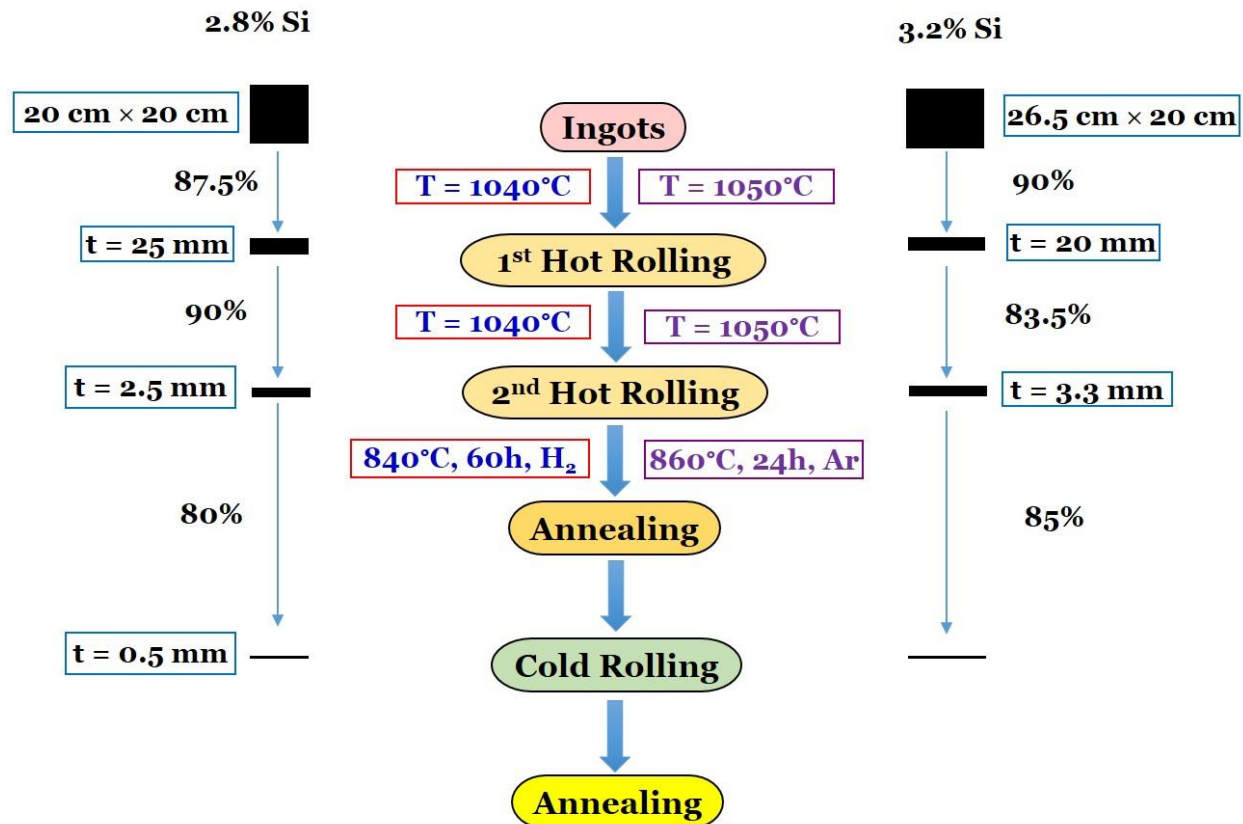 2.8% Si
3.2% Si
20 cm × 20 cm
Ingots
26.5 cm × 20 cm
87.5%
T = 1040°C
T = 1050°C
90%
t = 25 mm
1st Hot Rolling
t = 20 mm
90%
T = 1040°C
T = 1050°C
83.5%
t = 2.5 mm
2nd Hot Rolling
t = 3.3 mm
840°C, 60h, H₂
860°C, 24h, Ar
80%
Annealing
85%
t = 0.5 mm
Cold Rolling
Annealing